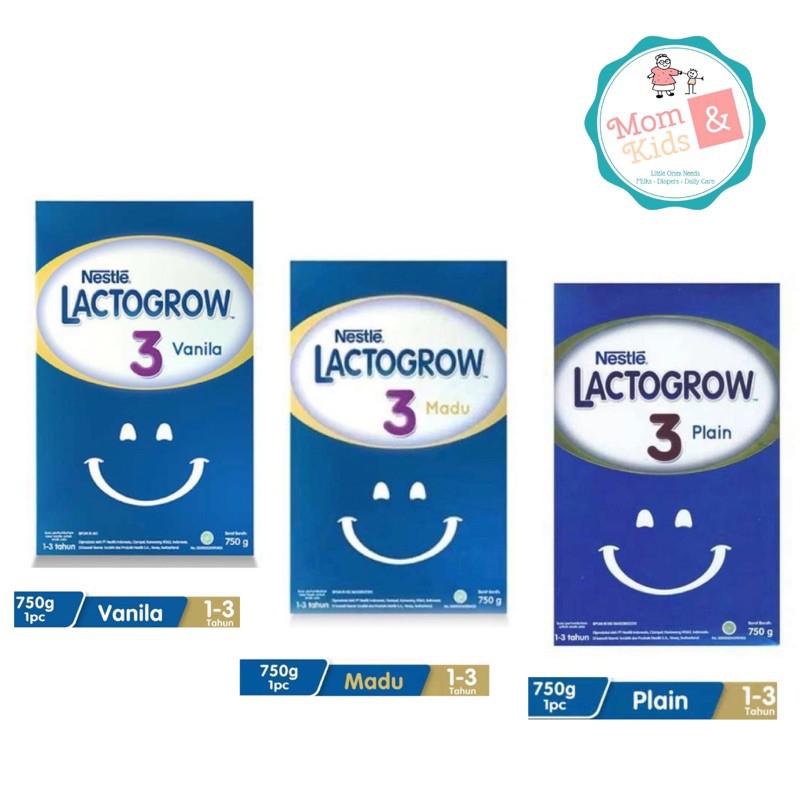 Mom &
Kids
Little Ones Needs
Milks - Diapers - Daily Care
Nestlé.
LACTOGROW
3 Vanila
1-3 tahun
750 g
750g
1pc
Vanila
1-3
Tahun
Nestlé.
LACTOGROW
3 Madu
1-3 tahun
750 g
750g
1pc
Madu
1-3
Tahun
Nestlé.
LACTOGROW
3 Plain
1-3 tahun
750 g
750g
1pc
Plain
1-3
Tahun